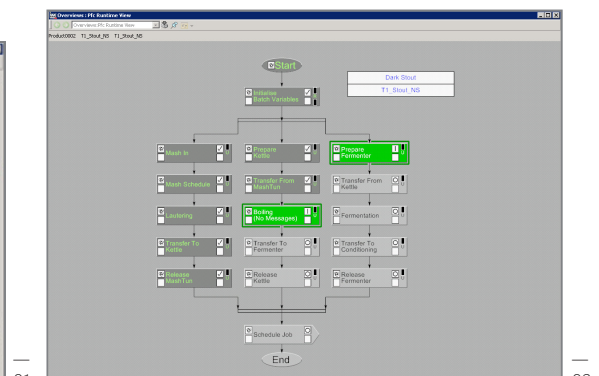 Overviews : Pfc Runtime View
Overviews:Pfc Runtime View
Product0002 T1_Stout_NS T1_Stout_NS
Start
Dark Stout
T1_Stout_NS
Initialise
Batch Variables
Mash In
Prepare
Kettle
Prepare
Fermenter
Mash Schedule
Transfer From
MashTun
Transfer From
Kettle
Lautering
Boiling
(No Messages)
Fermentation
Transfer To
Kettle
Transfer To
Fermenter
Transfer To
Conditioning
Release
MashTun
Release
Kettle
Release
Fermenter
Schedule Job
End